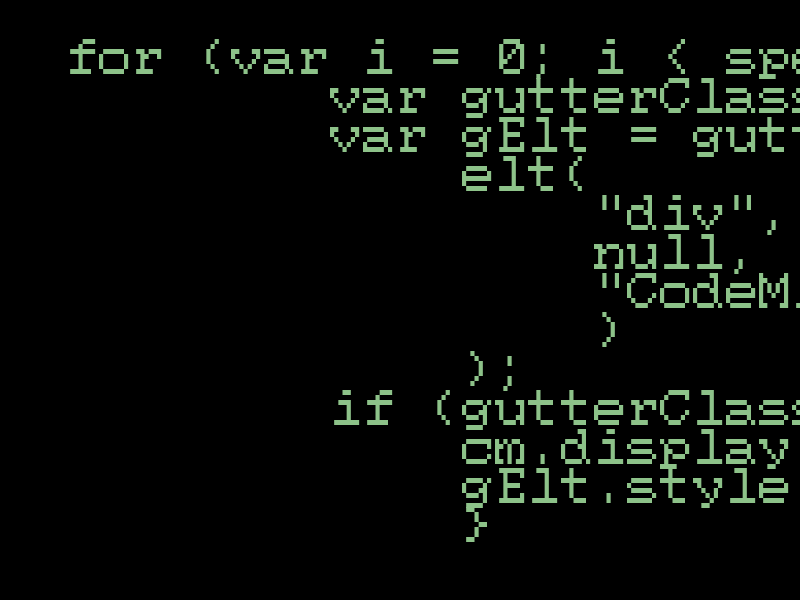 for (var i = 0; i < spe
var gutterClass
var gElt = gutt
elt(
"div",
null,
"CodeM
)
);
if (gutterClass
cm.display
gElt.style
}